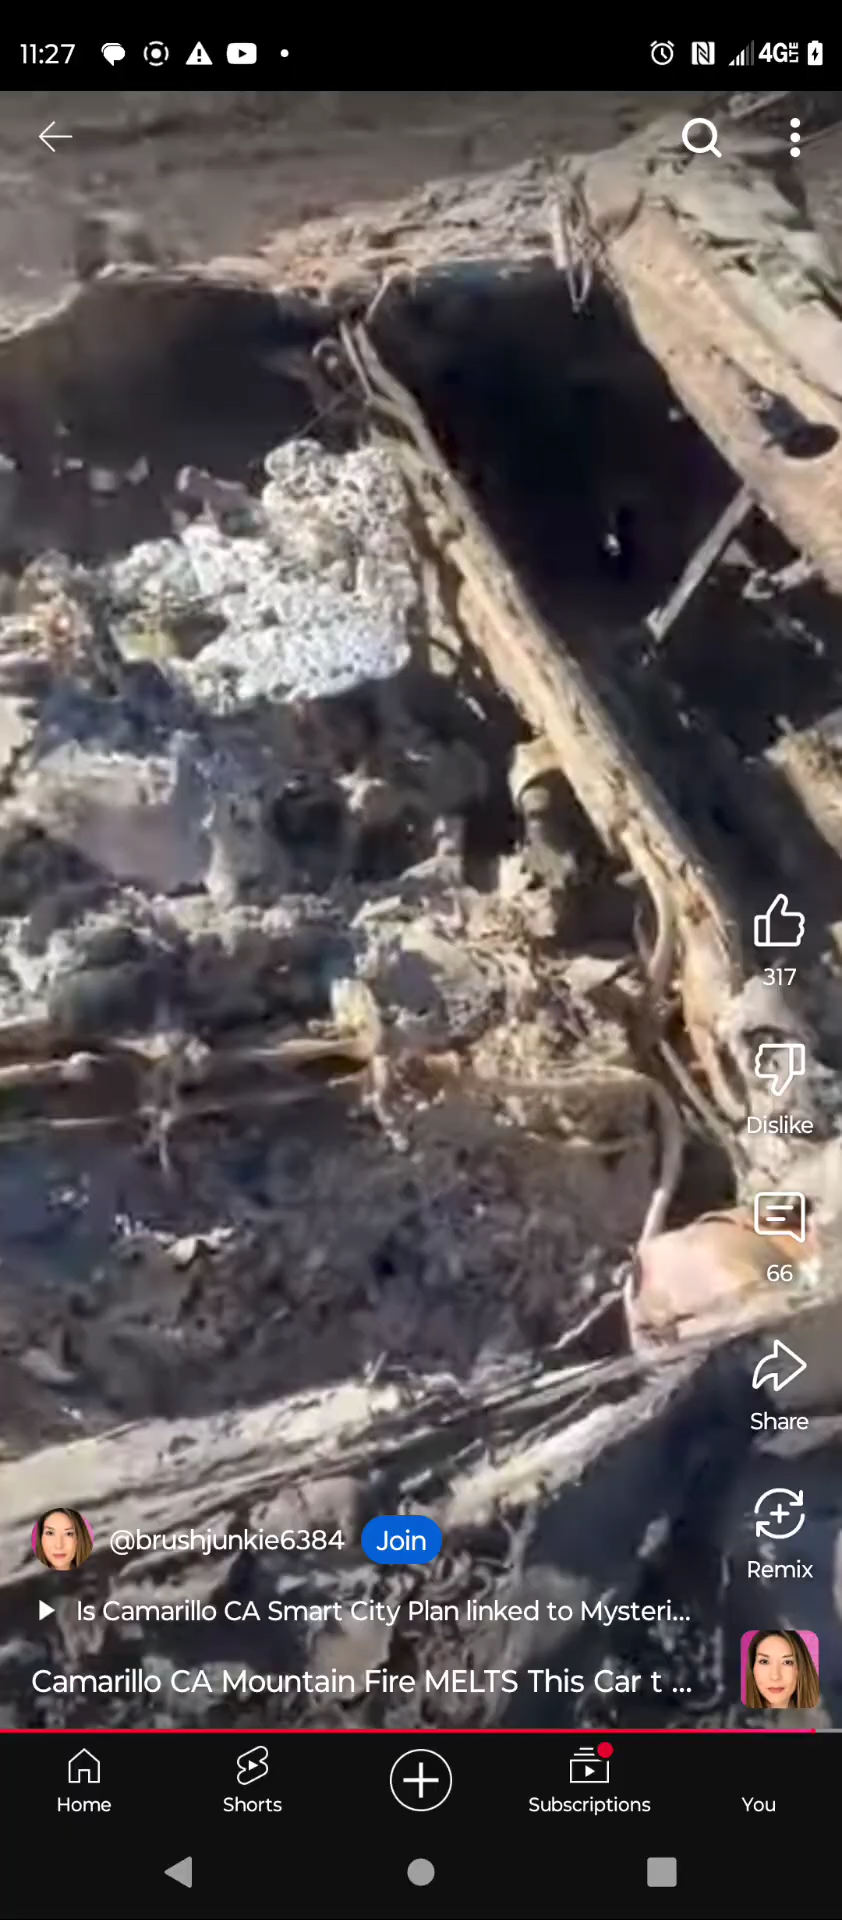 11:27
4G LTE
317
Dislike
66
Share
Remix
@brushjunkie6384 Join
Is Camarillo CA Smart City Plan linked to Mysteri...
Camarillo CA Mountain Fire MELTS This Car t ...
Home Shorts Subscriptions You